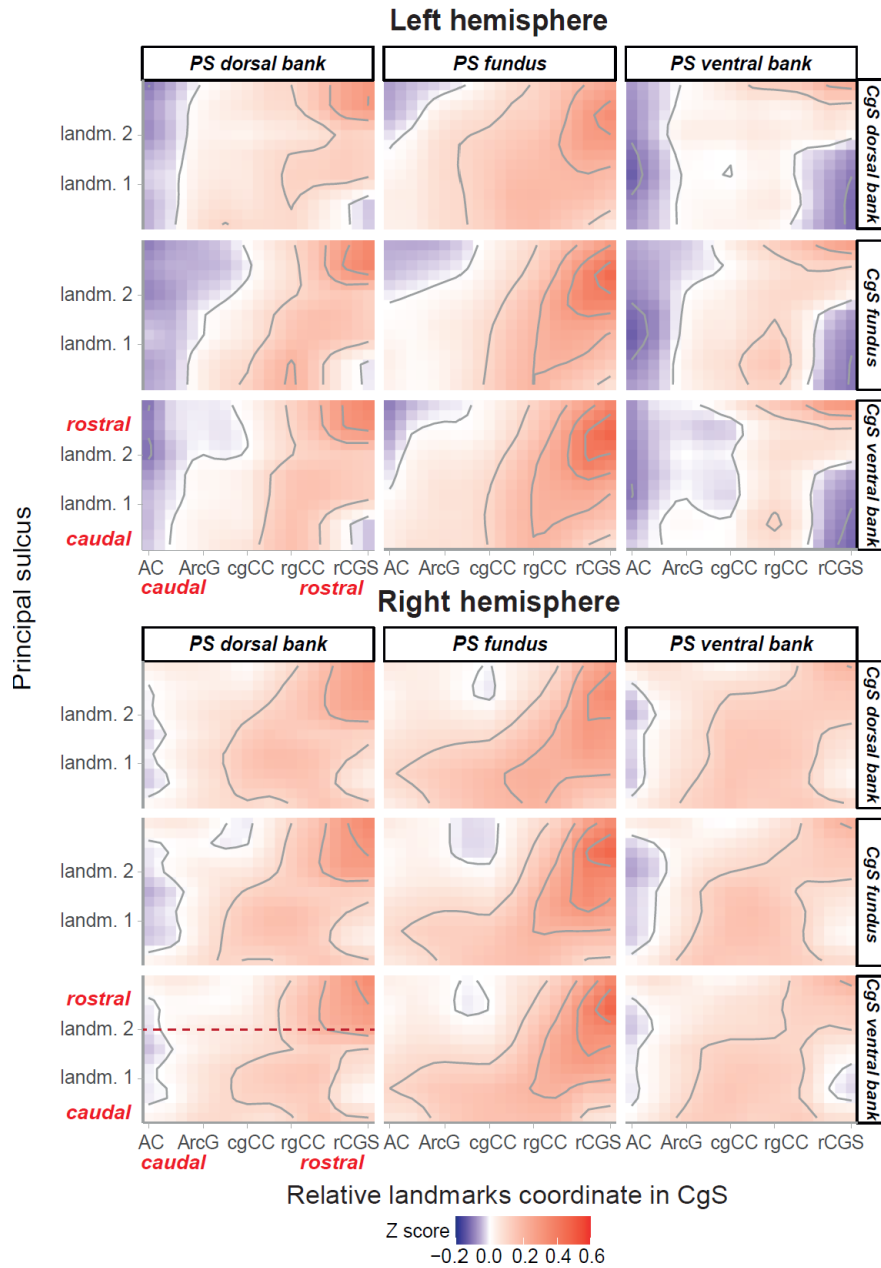 Left hemisphere
PS dorsal bank PS fundus PS ventral bank
CgS dorsal bank
landm. 2
landm. 1
CgS fundus
landm. 2
landm. 1
CgS ventral bank
rostral
landm. 2
landm. 1
caudal
Principal sulcus
AC ArcG cgCC rgCC rCGS AC ArcG cgCC rgCC rCGS AC ArcG cgCC rgCC rCGS
caudal rostral
Right hemisphere
PS dorsal bank PS fundus PS ventral bank
CgS dorsal bank
landm. 2
landm. 1
CgS fundus
landm. 2
landm. 1
CgS ventral bank
rostral
landm. 2
landm. 1
caudal
AC ArcG cgCC rgCC rCGS AC ArcG cgCC rgCC rCGS AC ArcG cgCC rgCC rCGS
caudal rostral
Relative landmarks coordinate in CgS
Z score
−0.2 0.0 0.2 0.4 0.6